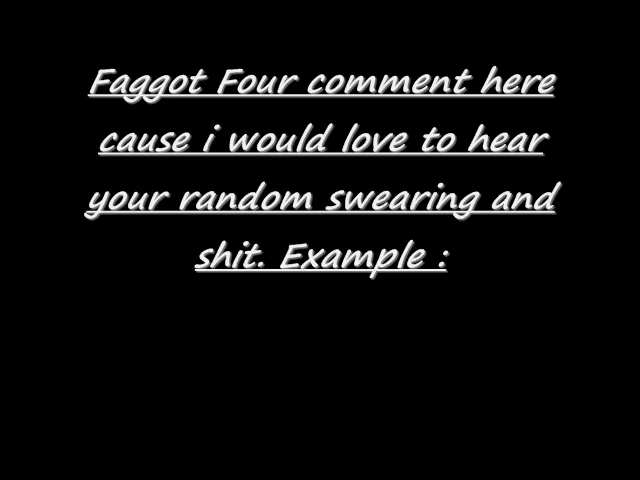 Faggot Four comment here
cause i would love to hear
your random swearing and
shit. Example :